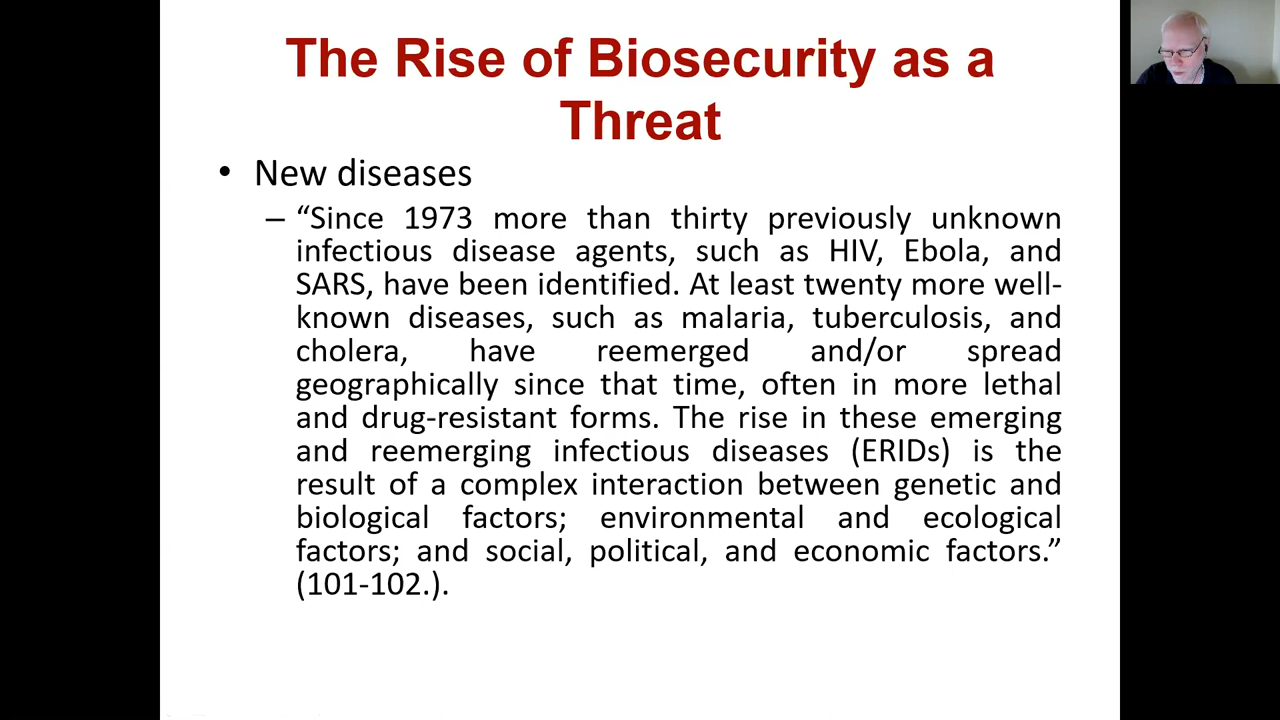 The Rise of Biosecurity as a
Threat
• New diseases
– “Since 1973 more than thirty previously unknown
infectious disease agents, such as HIV, Ebola, and
SARS, have been identified. At least twenty more well-
known diseases, such as malaria, tuberculosis, and
cholera, have reemerged and/or spread
geographically since that time, often in more lethal
and drug-resistant forms. The rise in these emerging
and reemerging infectious diseases (ERIDs) is the
result of a complex interaction between genetic and
biological factors; environmental and ecological
factors; and social, political, and economic factors.”
(101-102.).